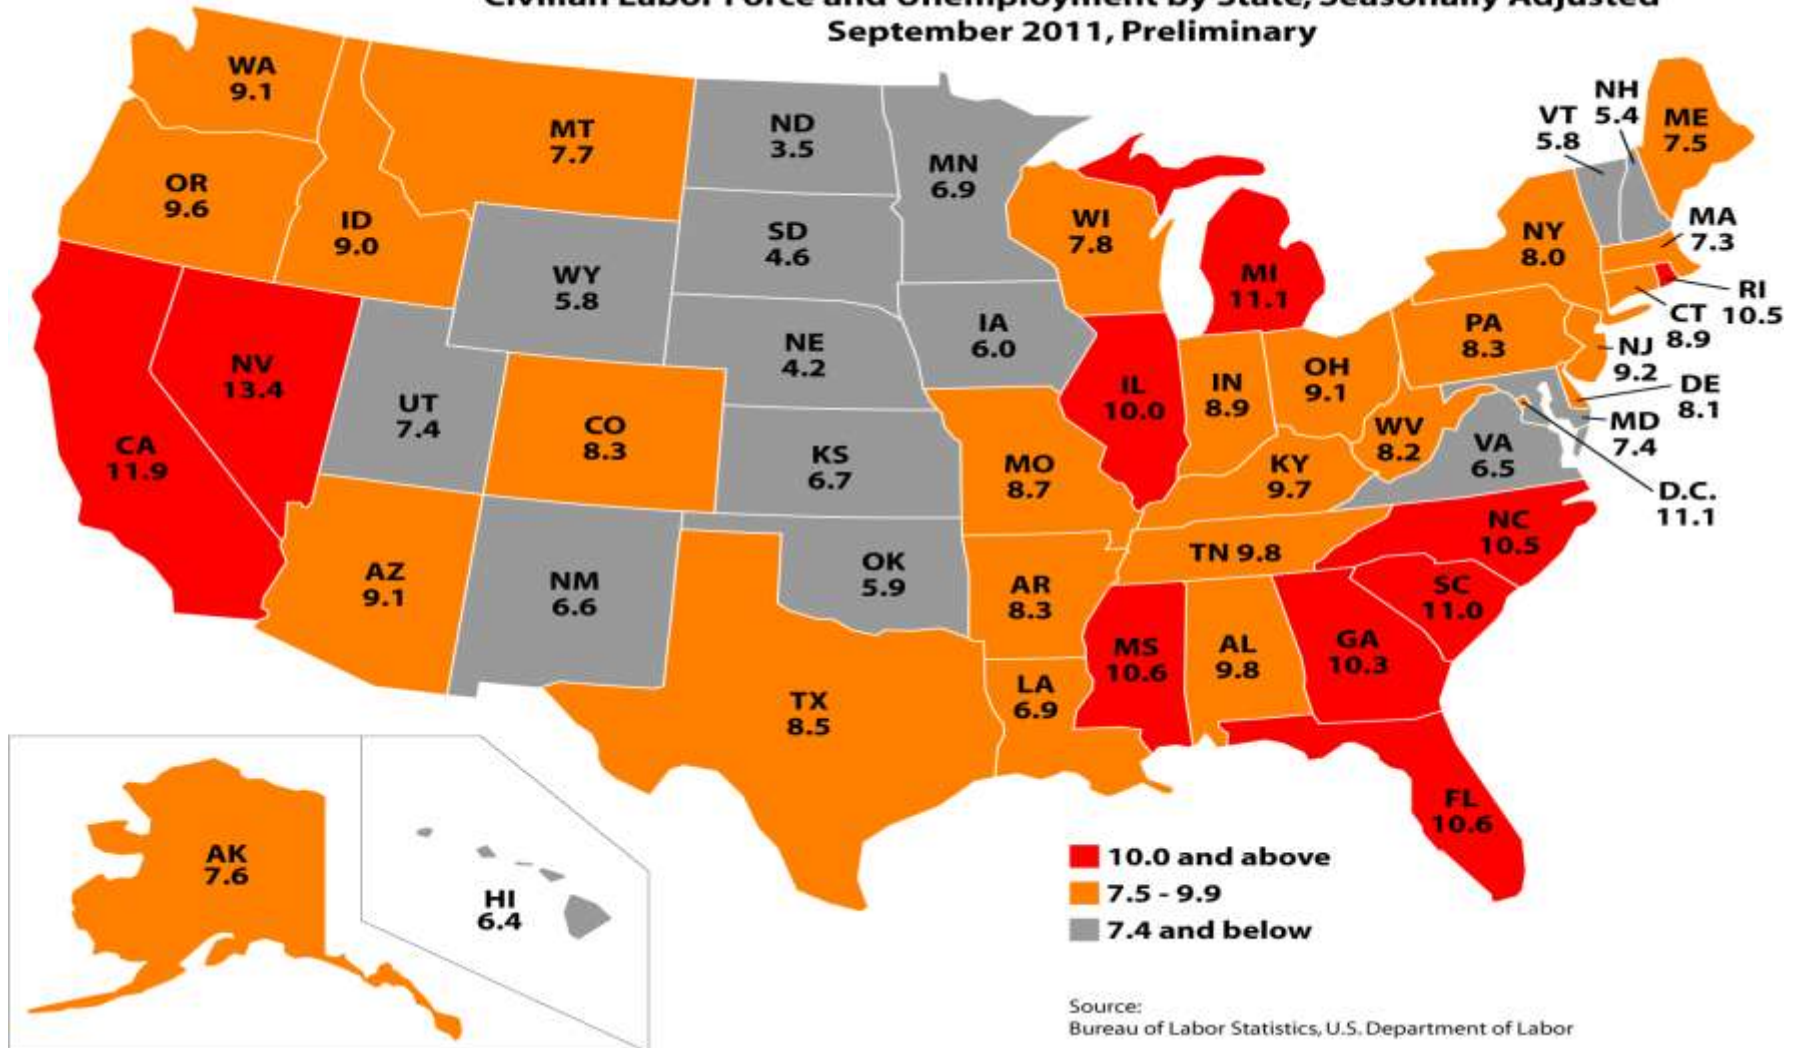 Civilian Labor Force and Unemployment by State, Seasonally Adjusted
September 2011, Preliminary
WA
9.1
OR
9.6
ID
9.0
MT
7.7
ND
3.5
MN
6.9
SD
4.6
WY
5.8
WI
7.8
MI
11.1
VT
5.8
NH
5.4
ME
7.5
NY
8.0
MA
7.3
RI
10.5
CT
8.9
NJ
9.2
DE
8.1
MD
7.4
D.C.
11.1
PA
8.3
NE
4.2
IA
6.0
NV
13.4
UT
7.4
CO
8.3
CA
11.9
KS
6.7
MO
8.7
IL
10.0
IN
8.9
OH
9.1
WV
8.2
VA
6.5
KY
9.7
NC
10.5
TN 9.8
SC
11.0
AZ
9.1
NM
6.6
OK
5.9
AR
8.3
MS
10.6
AL
9.8
GA
10.3
TX
8.5
LA
6.9
FL
10.6
AK
7.6
HI
6.4
10.0 and above
7.5 - 9.9
7.4 and below
Source:
Bureau of Labor Statistics, U.S. Department of Labor